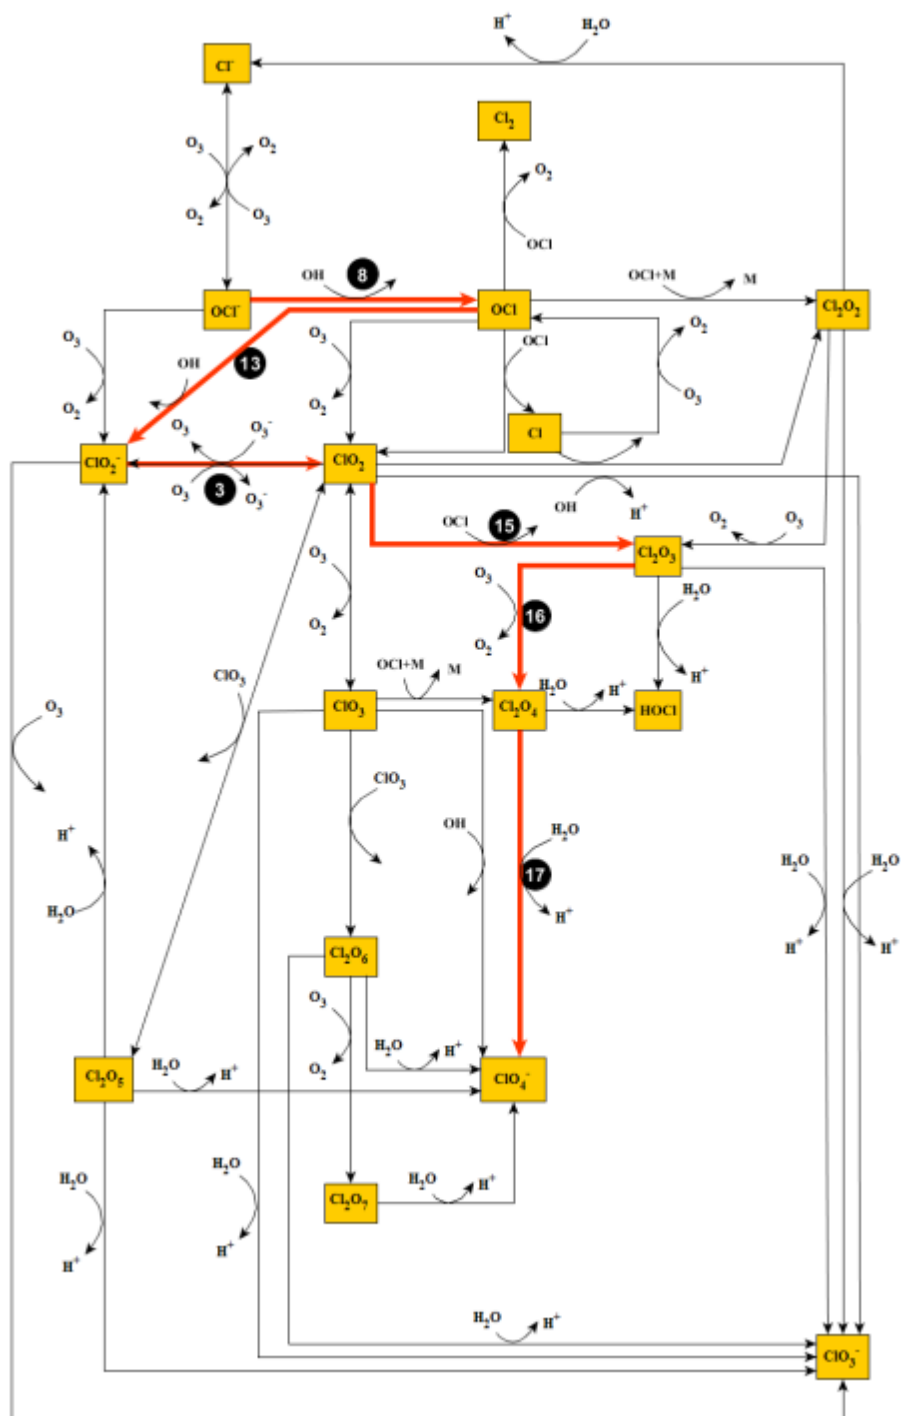 H⁺ H₂O
Cl⁻
Cl₂
O₃ O₂
O₂
O₂ O₃
OCl
OH 8 OCl+M M
OCl⁻ OCl Cl₂O₂
O₃ O₃ OCl O₂
13
OH
O₂ O₂ O₃
O₃ O₃⁻ Cl
ClO₂⁻ ClO₂
O₃ 3 O₃⁻ OH H⁺
OCl 15 O₂ O₃
Cl₂O₃
O₃ O₃ H₂O
16
O₂ O₂ H⁺
ClO₃ OCl+M M
H₂O H⁺
O₃ ClO₃ Cl₂O₄ HOCl
ClO₃
OH H₂O
H⁺
17
H₂O H₂O
H₂O H⁺
H⁺ H⁺
Cl₂O₆
O₃
H₂O H⁺ H₂O H⁺
O₂
Cl₂O₅ ClO₄⁻
H₂O H₂O H₂O H⁺
Cl₂O₇
H⁺ H⁺
H₂O H⁺
ClO₃⁻